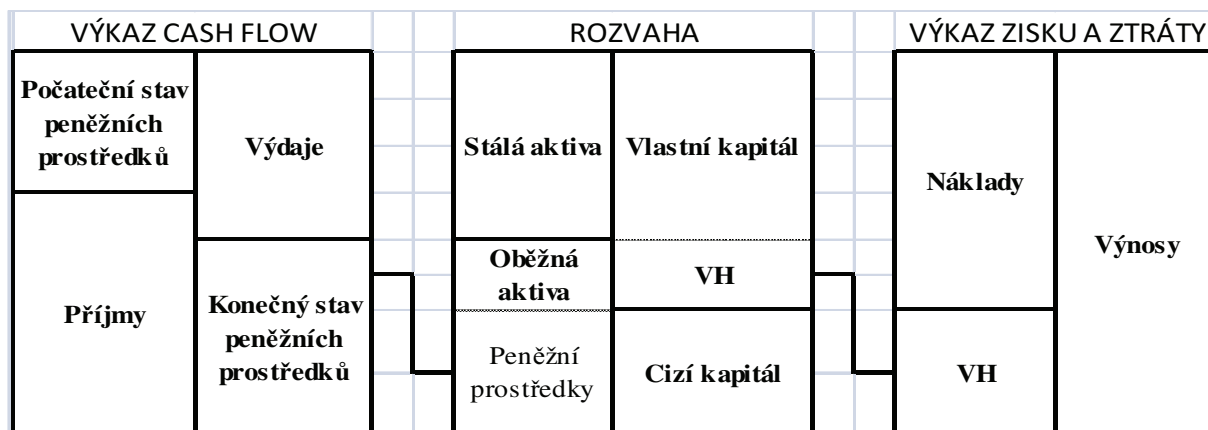 VÝKAZ CASH FLOW
Počateční stav
peněžních
prostředků
Výdaje
Příjmy
Konečný stav
peněžních
prostředků
ROZVAHA
Stálá aktiva
Vlastní kapitál
Oběžná
aktiva
VH
Peněžní
prostředky
Cizí kapitál
VÝKAZ ZISKU A ZTRÁTY
Náklady
Výnosy
VH